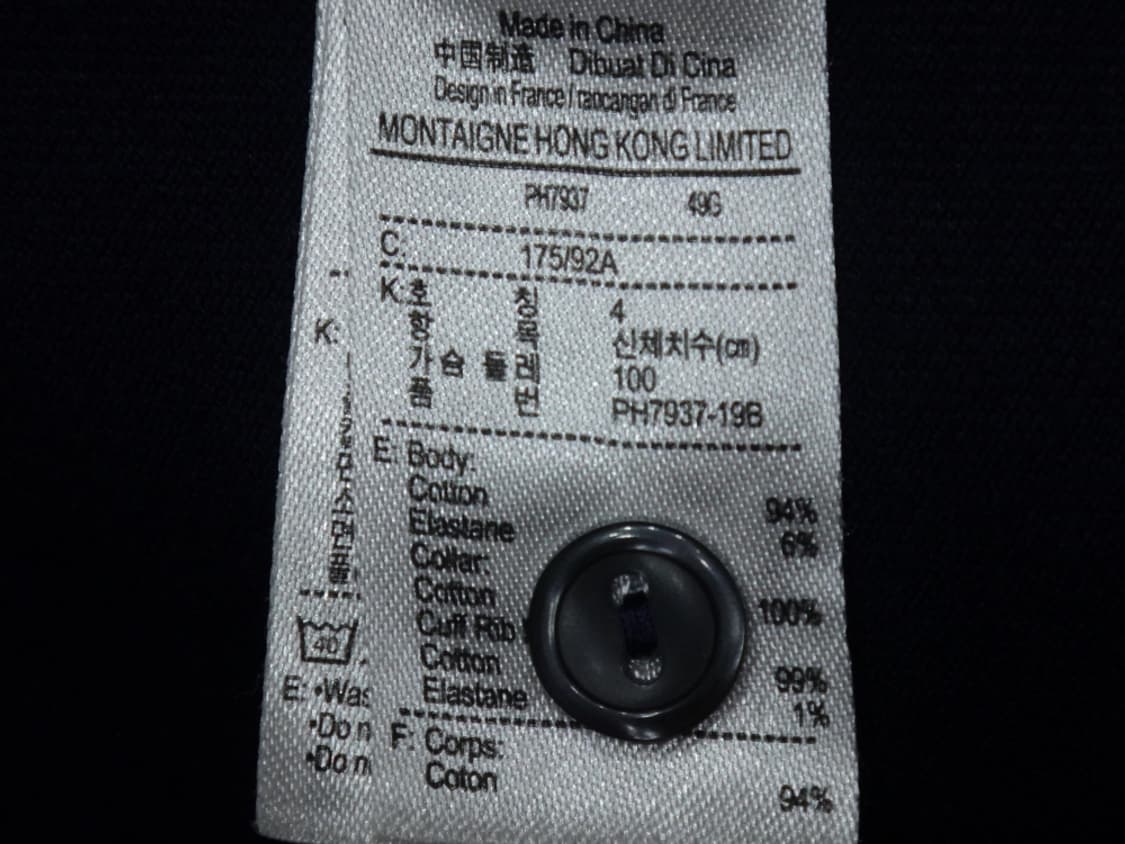 Made in China
中国制造 Dibuat Di Cina
Design in France / rancangan di France
MONTAIGNE HONG KONG LIMITED
PH7937 49G
C: 175/92A
K: 호 칭 4
항 목 신체치수(㎝)
가 슴 둘 레 100
품 번 PH7937-19B
E: Body:
Cotton 94%
Elastane 6%
Collar:
Cotton 100%
Cuff Rib
Cotton 99%
Elastane 1%
F: Corps:
Coton 94%
K:
40
E: •Was
•Do n
•Do n